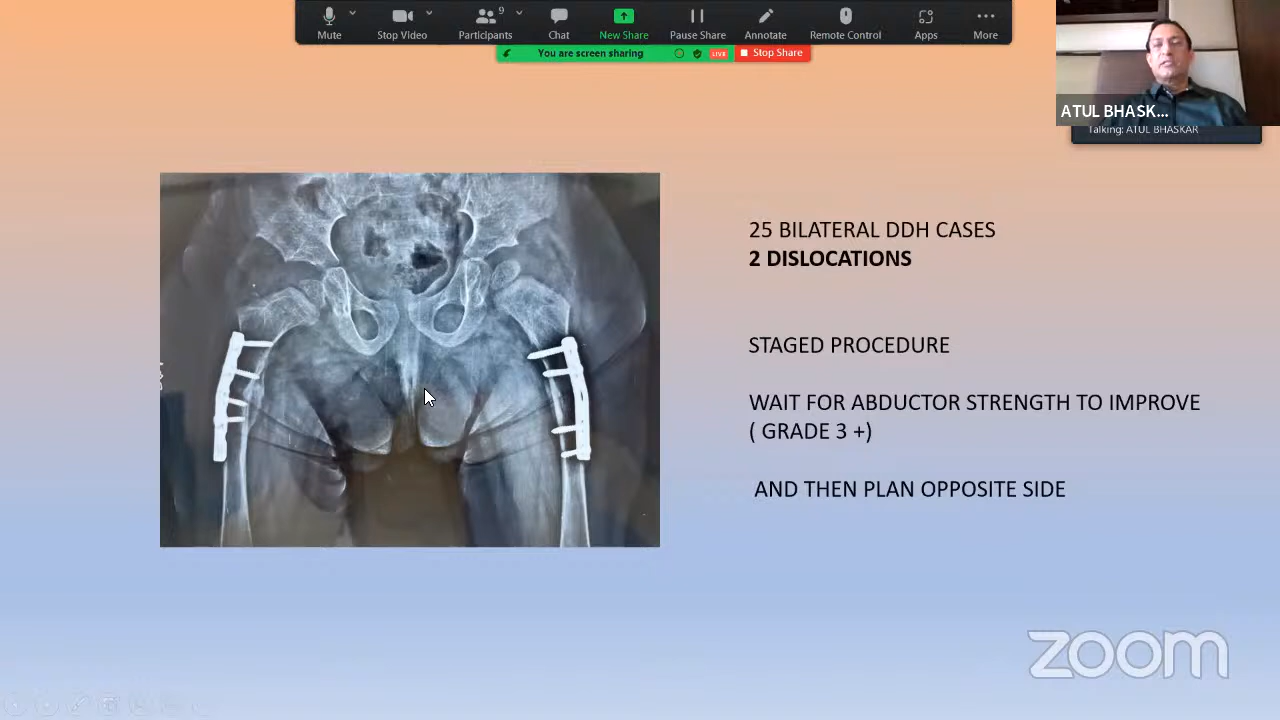 Mute
Stop Video
9
Participants
Chat
New Share
Pause Share
Annotate
Remote Control
Apps
More
You are screen sharing
LIVE
Stop Share
ATUL BHASK...
Talking: ATUL BHASKAR
25 BILATERAL DDH CASES
2 DISLOCATIONS
STAGED PROCEDURE
WAIT FOR ABDUCTOR STRENGTH TO IMPROVE
( GRADE 3 +)
AND THEN PLAN OPPOSITE SIDE
zoom